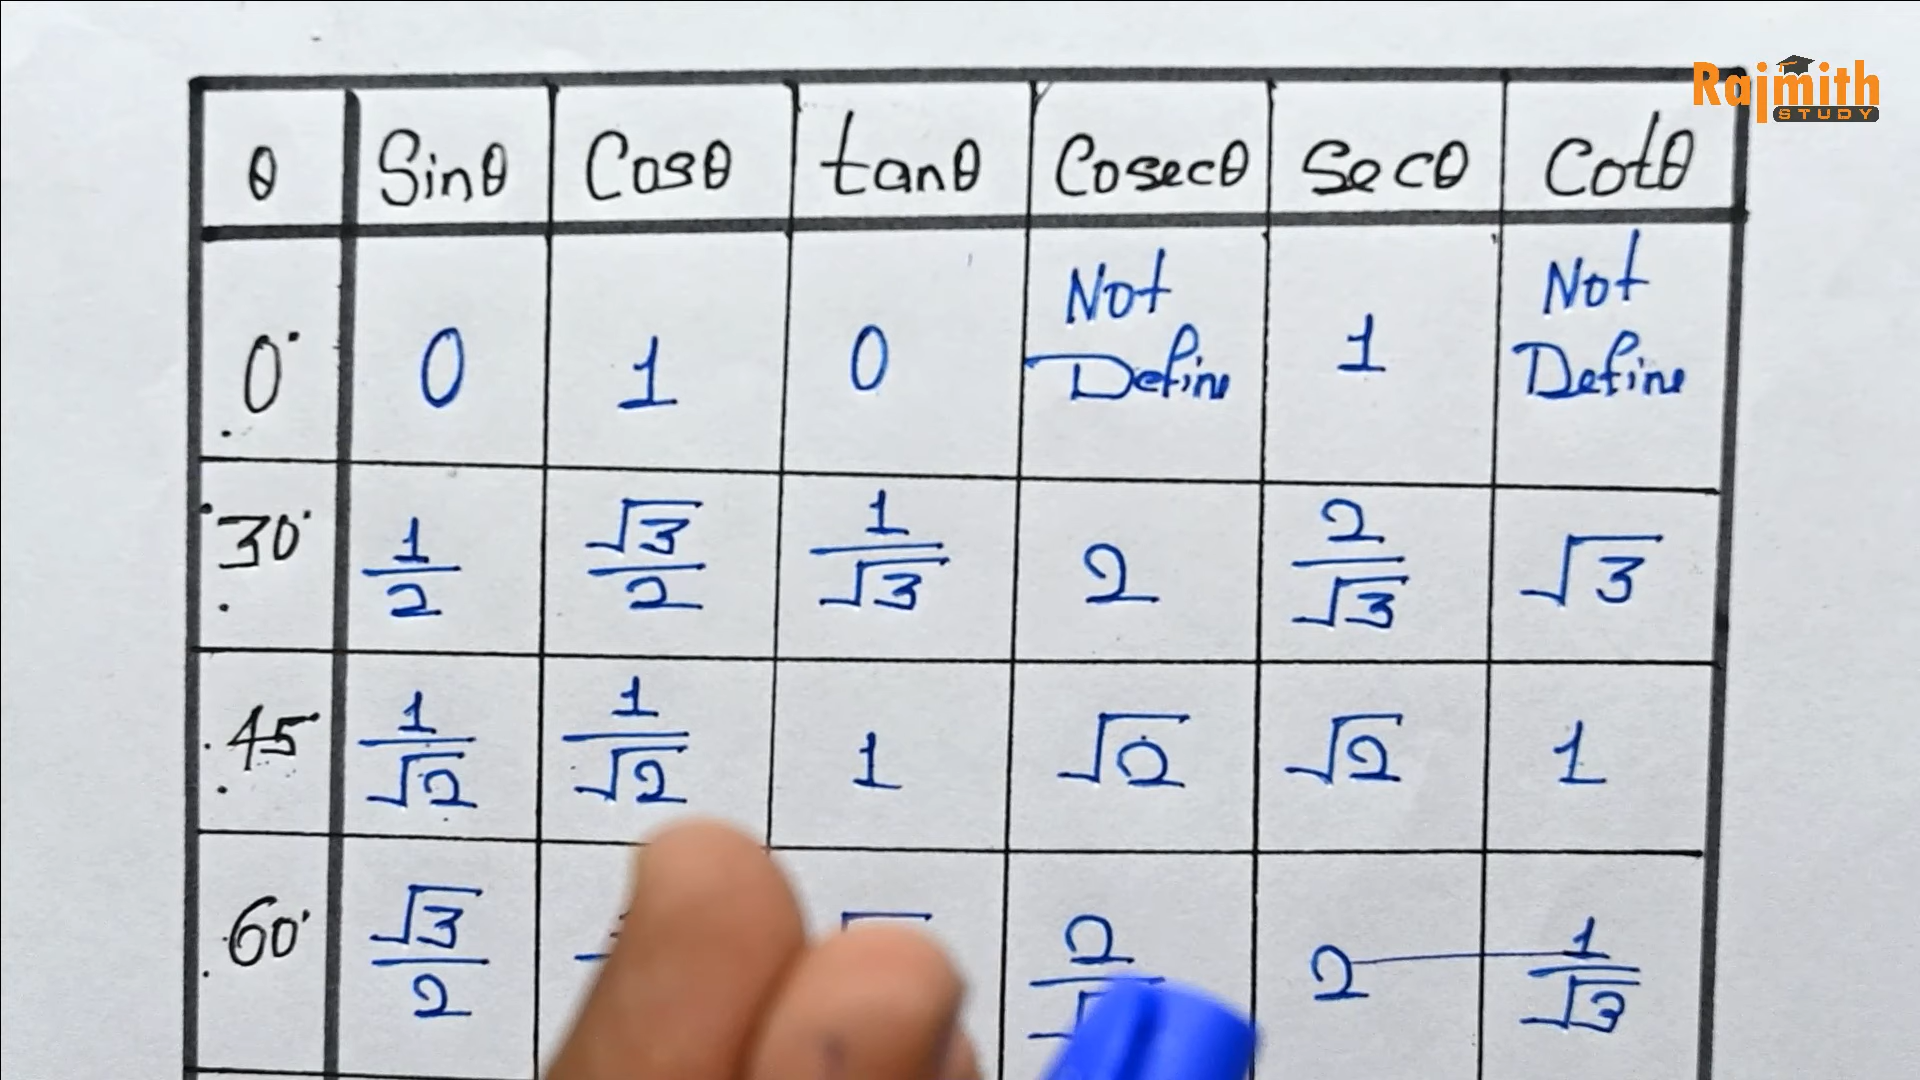 Rajmith
STUDY
θ Sinθ Cosθ tanθ Cosecθ Secθ Cotθ
0° 0 1 0 Not Define 1 Not Define
30° 1/2 √3/2 1/√3 2 2/√3 √3
45° 1/√2 1/√2 1 √2 √2 1
60° √3/2 2 2 1/√3